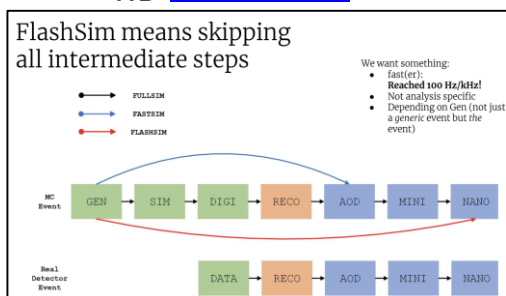 FlashSim means skipping
all intermediate steps
We want something:
• fast(er):
Reached 100 Hz/kHz!
• Not analysis specific
• Depending on Gen (not just
a generic event but the
event)
FULLSIM
FASTSIM
FLASHSIM
MC
Event
GEN SIM DIGI RECO AOD MINI NANO
Real
Detector
Event
DATA RECO AOD MINI NANO